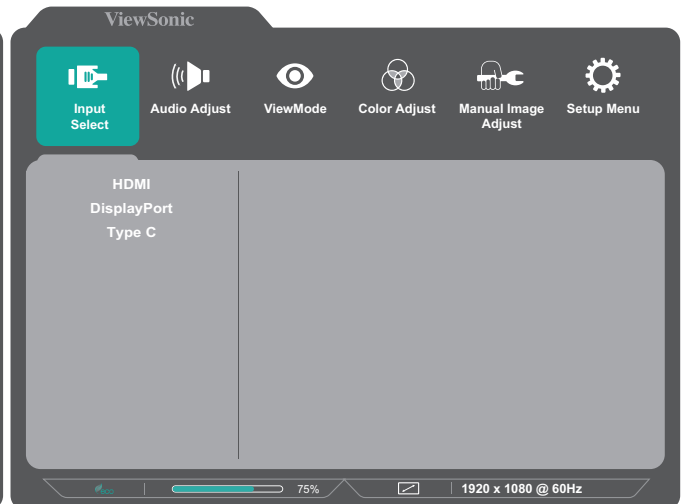 ViewSonic
Input
Select
Audio Adjust
ViewMode
Color Adjust
Manual Image
Adjust
Setup Menu
HDMI
DisplayPort
Type C
eco
75%
1920 x 1080 @ 60Hz